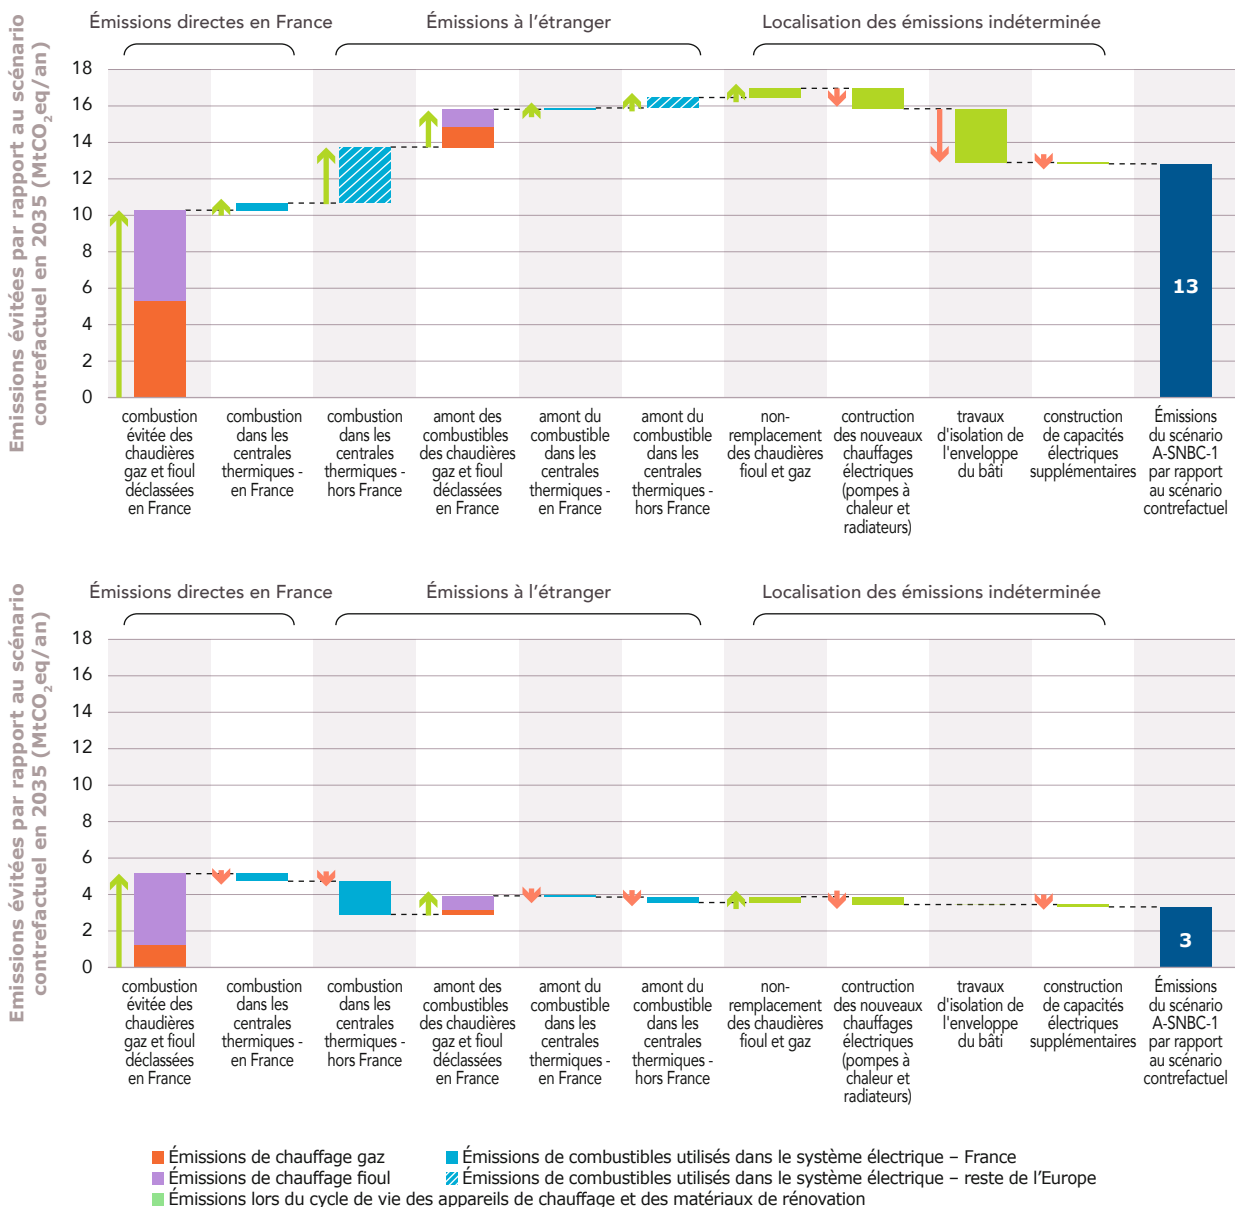 Émissions directes en France
Émissions à l'étranger
Localisation des émissions indéterminée
Emissions évitées par rapport au scénario
contrefactuel en 2035 (MtCO2eq/an)
18
16
14
12
10
8
6
4
2
0
13
combustion
évitée des
chaudières
gaz et fioul
déclassées
en France
combustion
dans les
centrales
thermiques -
en France
combustion
dans les
centrales
thermiques -
hors France
amont des
combustibles
des chaudières
gaz et fioul
déclassées
en France
amont du
combustible
dans les
centrales
thermiques -
en France
amont du
combustible
dans les
centrales
thermiques -
hors France
non-
remplacement
des chaudières
fioul et gaz
contruction
des nouveaux
chauffages
électriques
(pompes à
chaleur et
radiateurs)
travaux
d'isolation de
l'enveloppe
du bâti
construction
de capacités
électriques
supplémentaires
Émissions
du scénario
A-SNBC-1
par rapport
au scénario
contrefactuel
Émissions directes en France
Émissions à l'étranger
Localisation des émissions indéterminée
Emissions évitées par rapport au scénario
contrefactuel en 2035 (MtCO2eq/an)
18
16
14
12
10
8
6
4
2
0
3
combustion
évitée des
chaudières
gaz et fioul
déclassées
en France
combustion
dans les
centrales
thermiques -
en France
combustion
dans les
centrales
thermiques -
hors France
amont des
combustibles
des chaudières
gaz et fioul
déclassées
en France
amont du
combustible
dans les
centrales
thermiques -
en France
amont du
combustible
dans les
centrales
thermiques -
hors France
non-
remplacement
des chaudières
fioul et gaz
contruction
des nouveaux
chauffages
électriques
(pompes à
chaleur et
radiateurs)
travaux
d'isolation de
l'enveloppe
du bâti
construction
de capacités
électriques
supplémentaires
Émissions
du scénario
A-SNBC-1
par rapport
au scénario
contrefactuel
Émissions de chauffage gaz
Émissions de chauffage fioul
Émissions lors du cycle de vie des appareils de chauffage et des matériaux de rénovation
Émissions de combustibles utilisés dans le système électrique – France
Émissions de combustibles utilisés dans le système électrique – reste de l'Europe